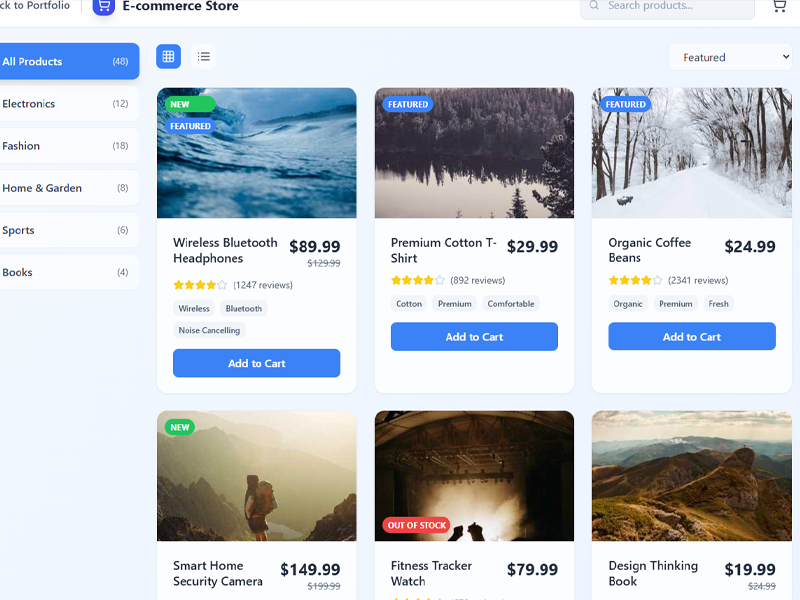 ck to Portfolio
E-commerce Store
Search products...
All Products (48)
Electronics (12)
Fashion (18)
Home & Garden (8)
Sports (6)
Books (4)
Featured
NEW
FEATURED
Wireless Bluetooth
Headphones
$89.99
$129.99
(1247 reviews)
Wireless Bluetooth
Noise Cancelling
Add to Cart
FEATURED
Premium Cotton T-
Shirt
$29.99
(892 reviews)
Cotton Premium Comfortable
Add to Cart
FEATURED
Organic Coffee
Beans
$24.99
(2341 reviews)
Organic Premium Fresh
Add to Cart
NEW
Smart Home
Security Camera
$149.99
$199.99
OUT OF STOCK
Fitness Tracker
Watch
$79.99
Design Thinking
Book
$19.99
$24.99